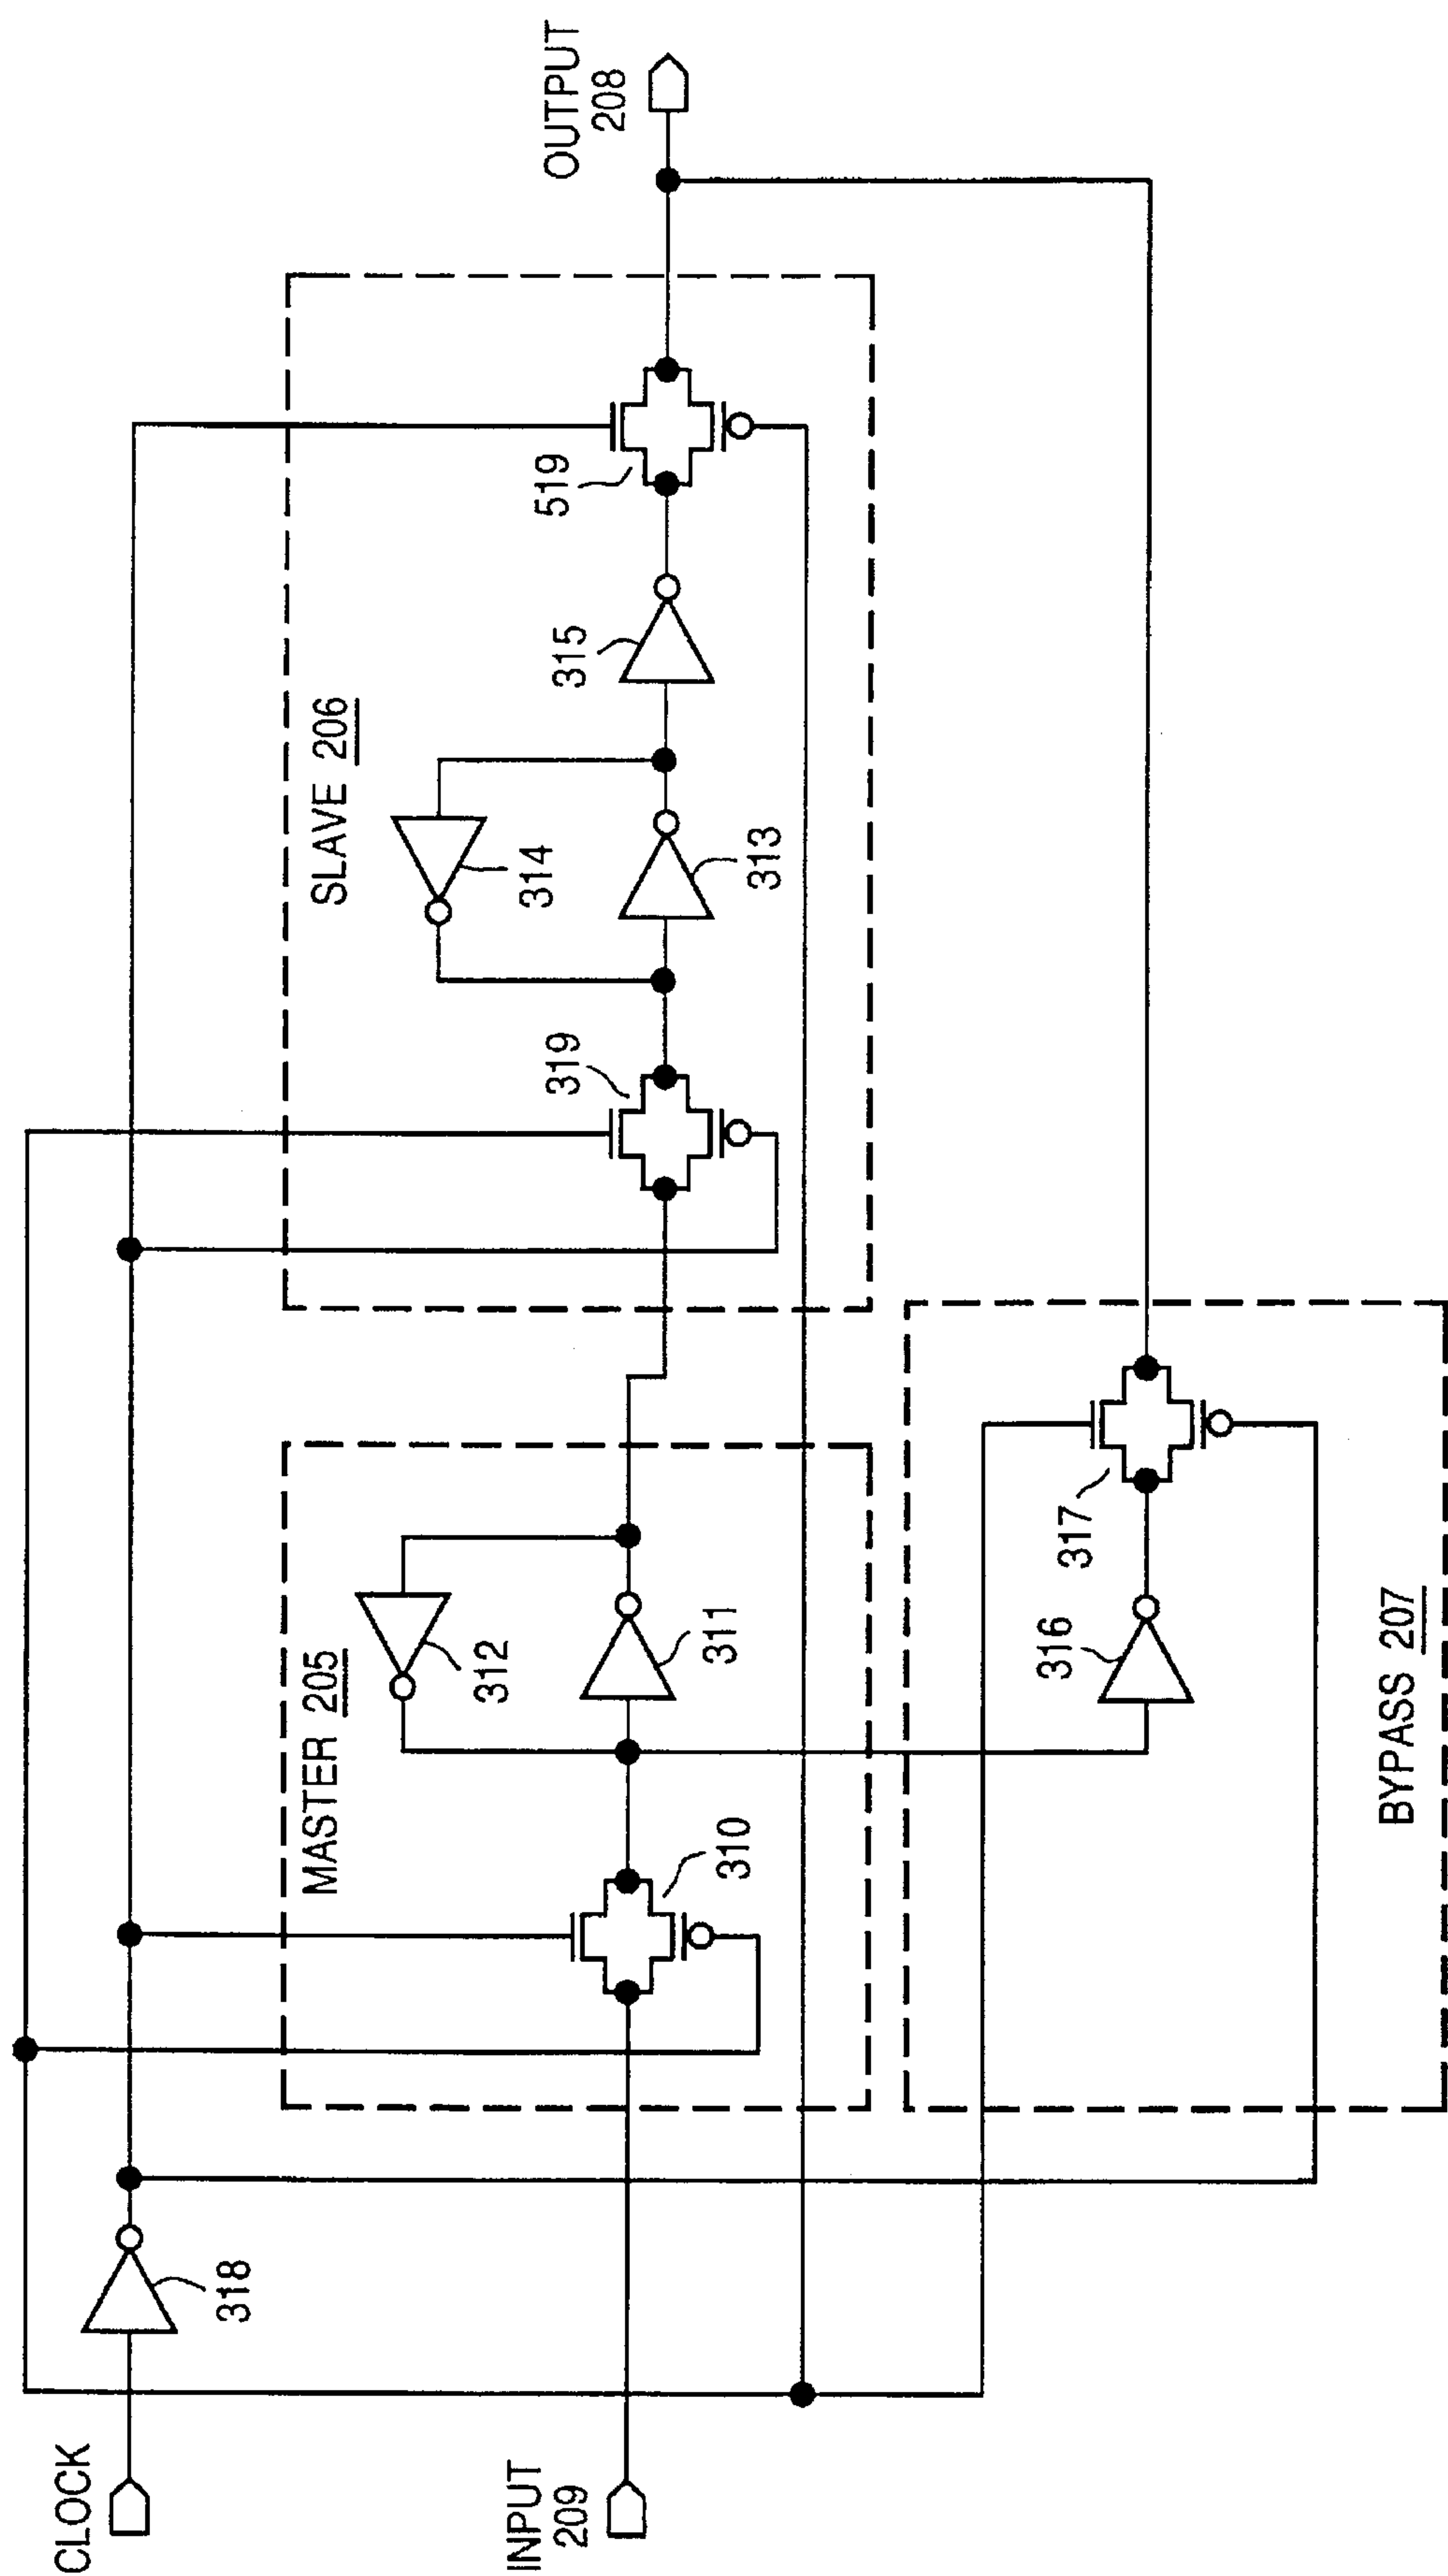 CLOCK
318
INPUT
209
MASTER 205
310
312
311
SLAVE 206
319
314
313
315
519
OUTPUT
208
316
317
BYPASS 207